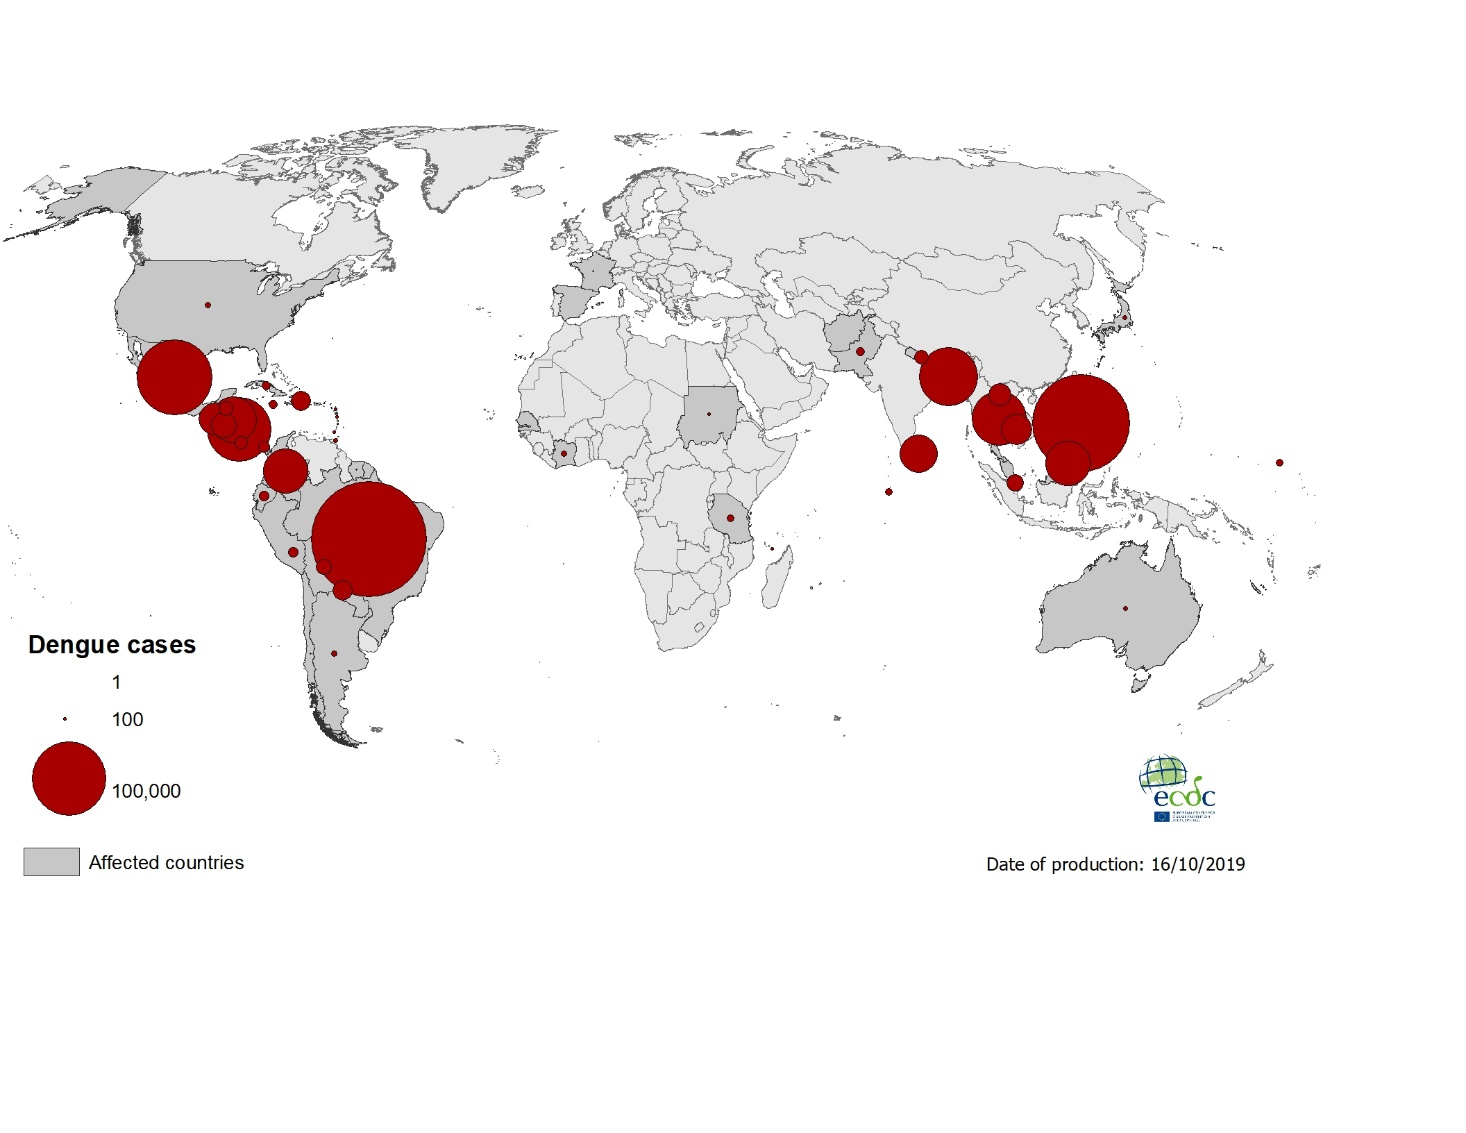 Dengue cases
1
100
100,000
Affected countries
ecdc
Date of production: 16/10/2019